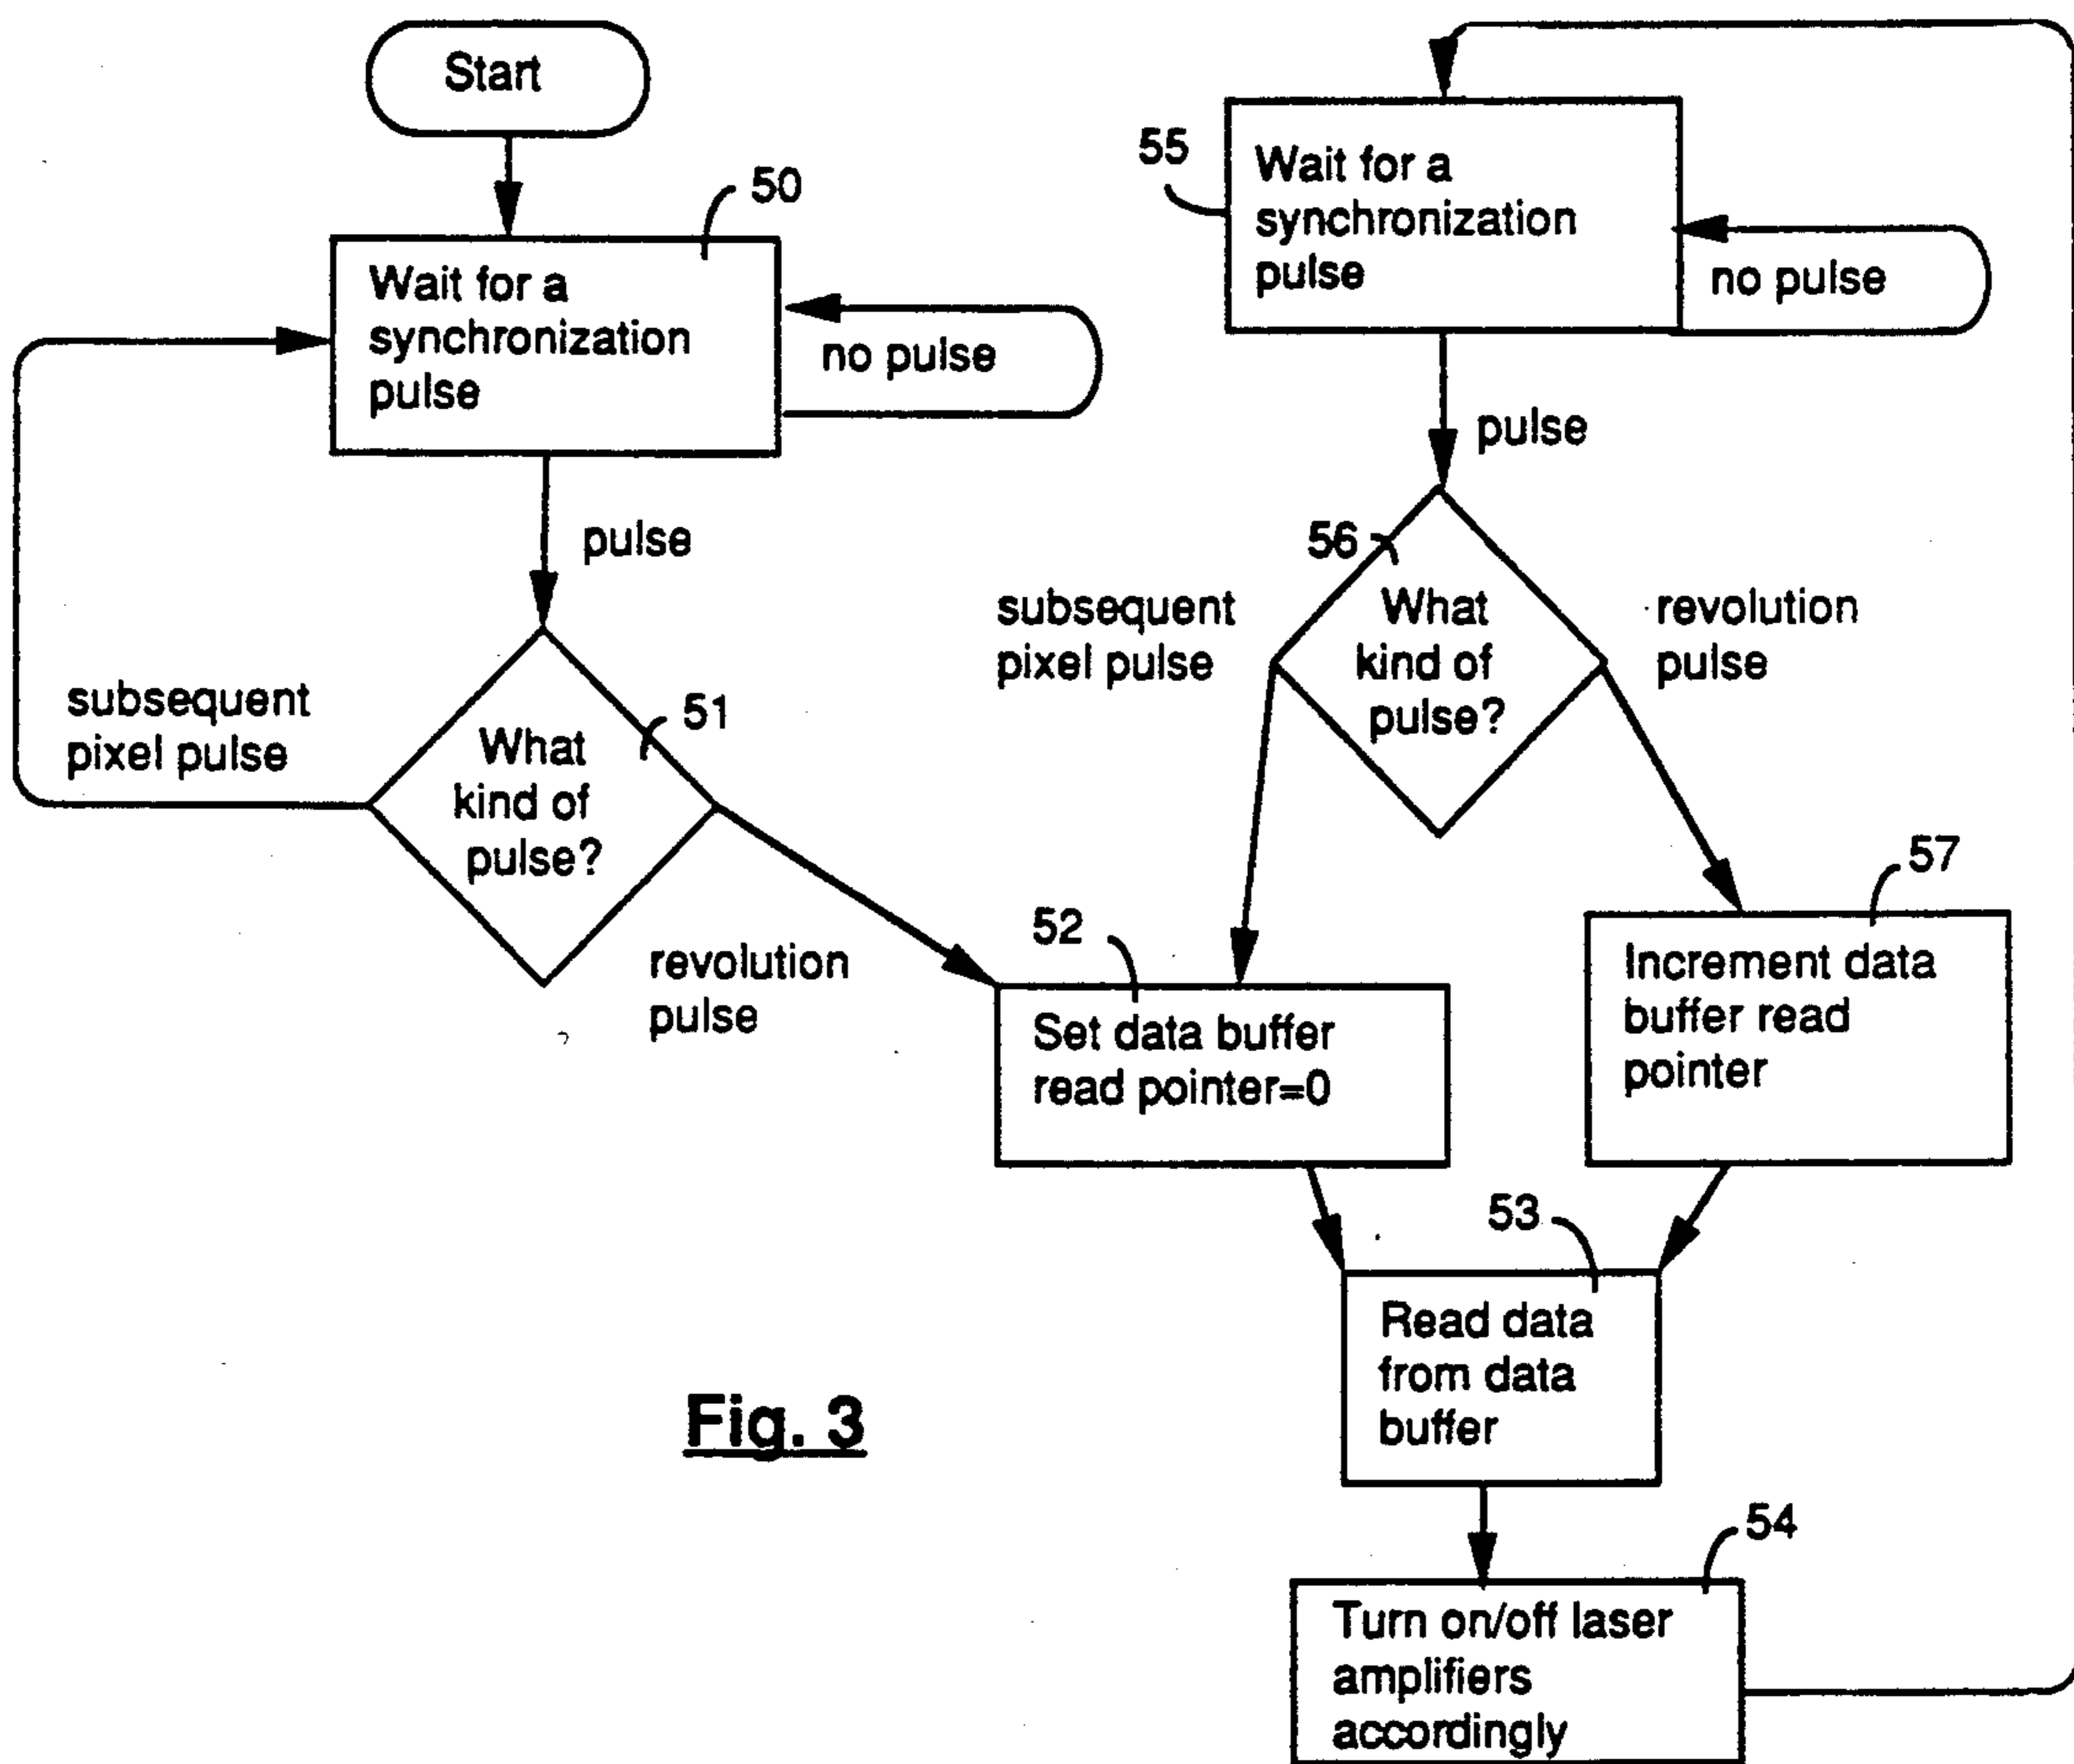 Start
50
Wait for a
synchronization
pulse
no pulse
pulse
subsequent
pixel pulse
51
What
kind of
pulse?
revolution
pulse
55
Wait for a
synchronization
pulse
no pulse
pulse
56
subsequent
pixel pulse
What
kind of
pulse?
revolution
pulse
52
Set data buffer
read pointer=0
57
Increment data
buffer read
pointer
53
Read data
from data
buffer
54
Turn on/off laser
amplifiers
accordingly
Fig. 3